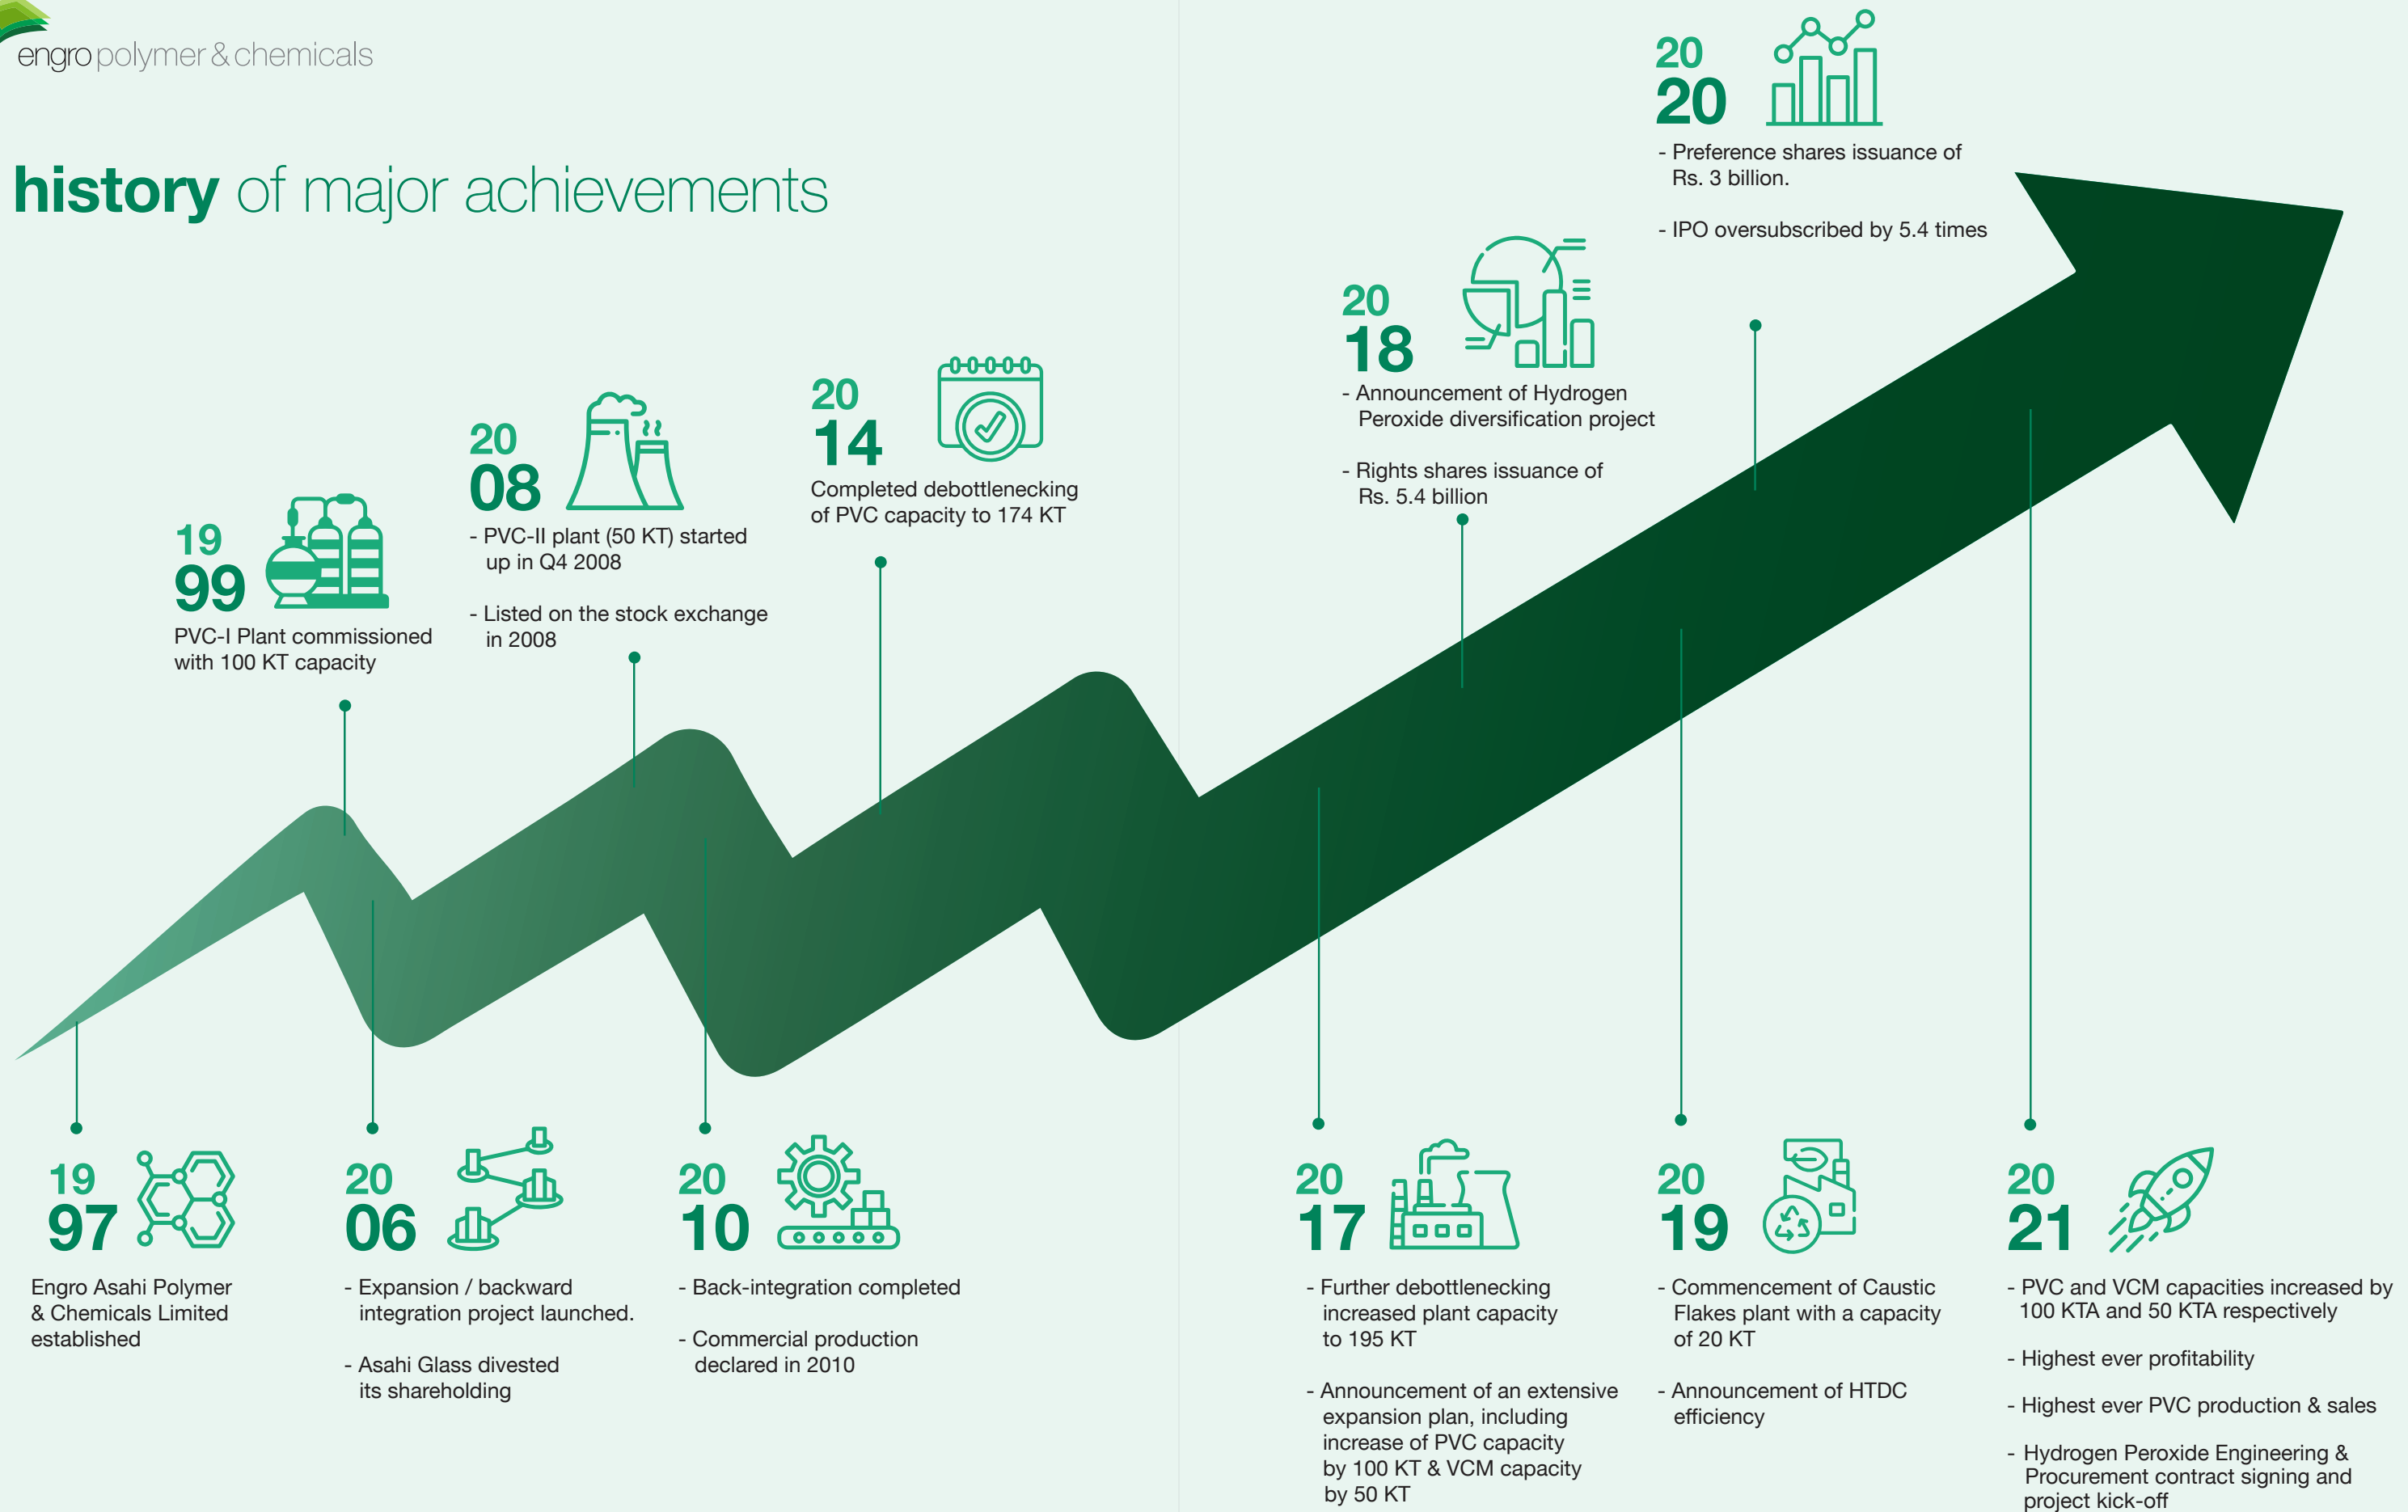 engro polymer & chemicals
history of major achievements
19
97
Engro Asahi Polymer
& Chemicals Limited
established
19
99
PVC-I Plant commissioned
with 100 KT capacity
20
06
- Expansion / backward
integration project launched.
- Asahi Glass divested
its shareholding
20
08
- PVC-II plant (50 KT) started
up in Q4 2008
- Listed on the stock exchange
in 2008
20
10
- Back-integration completed
- Commercial production
declared in 2010
20
14
Completed debottlenecking
of PVC capacity to 174 KT
20
17
- Further debottlenecking
increased plant capacity
to 195 KT
- Announcement of an extensive
expansion plan, including
increase of PVC capacity
by 100 KT & VCM capacity
by 50 KT
20
18
- Announcement of Hydrogen
Peroxide diversification project
- Rights shares issuance of
Rs. 5.4 billion
20
19
- Commencement of Caustic
Flakes plant with a capacity
of 20 KT
- Announcement of HTDC
efficiency
20
20
- Preference shares issuance of
Rs. 3 billion.
- IPO oversubscribed by 5.4 times
20
21
- PVC and VCM capacities increased by
100 KTA and 50 KTA respectively
- Highest ever profitability
- Highest ever PVC production & sales
- Hydrogen Peroxide Engineering &
Procurement contract signing and
project kick-off